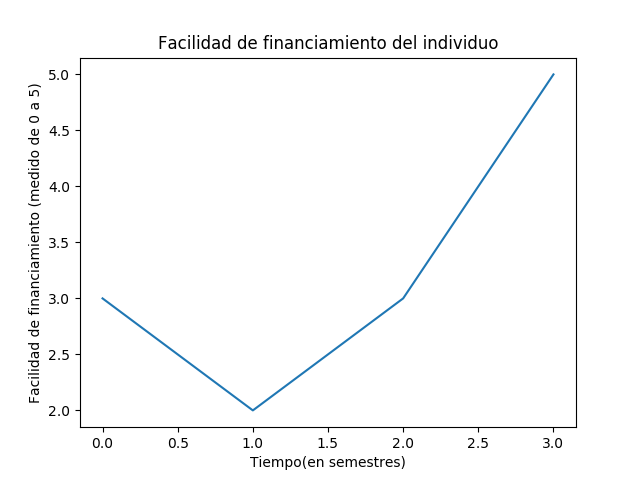 Facilidad de financiamiento del individuo
Facilidad de financiamiento (medido de 0 a 5)
5.0
4.5
4.0
3.5
3.0
2.5
2.0
0.0 0.5 1.0 1.5 2.0 2.5 3.0
Tiempo(en semestres)